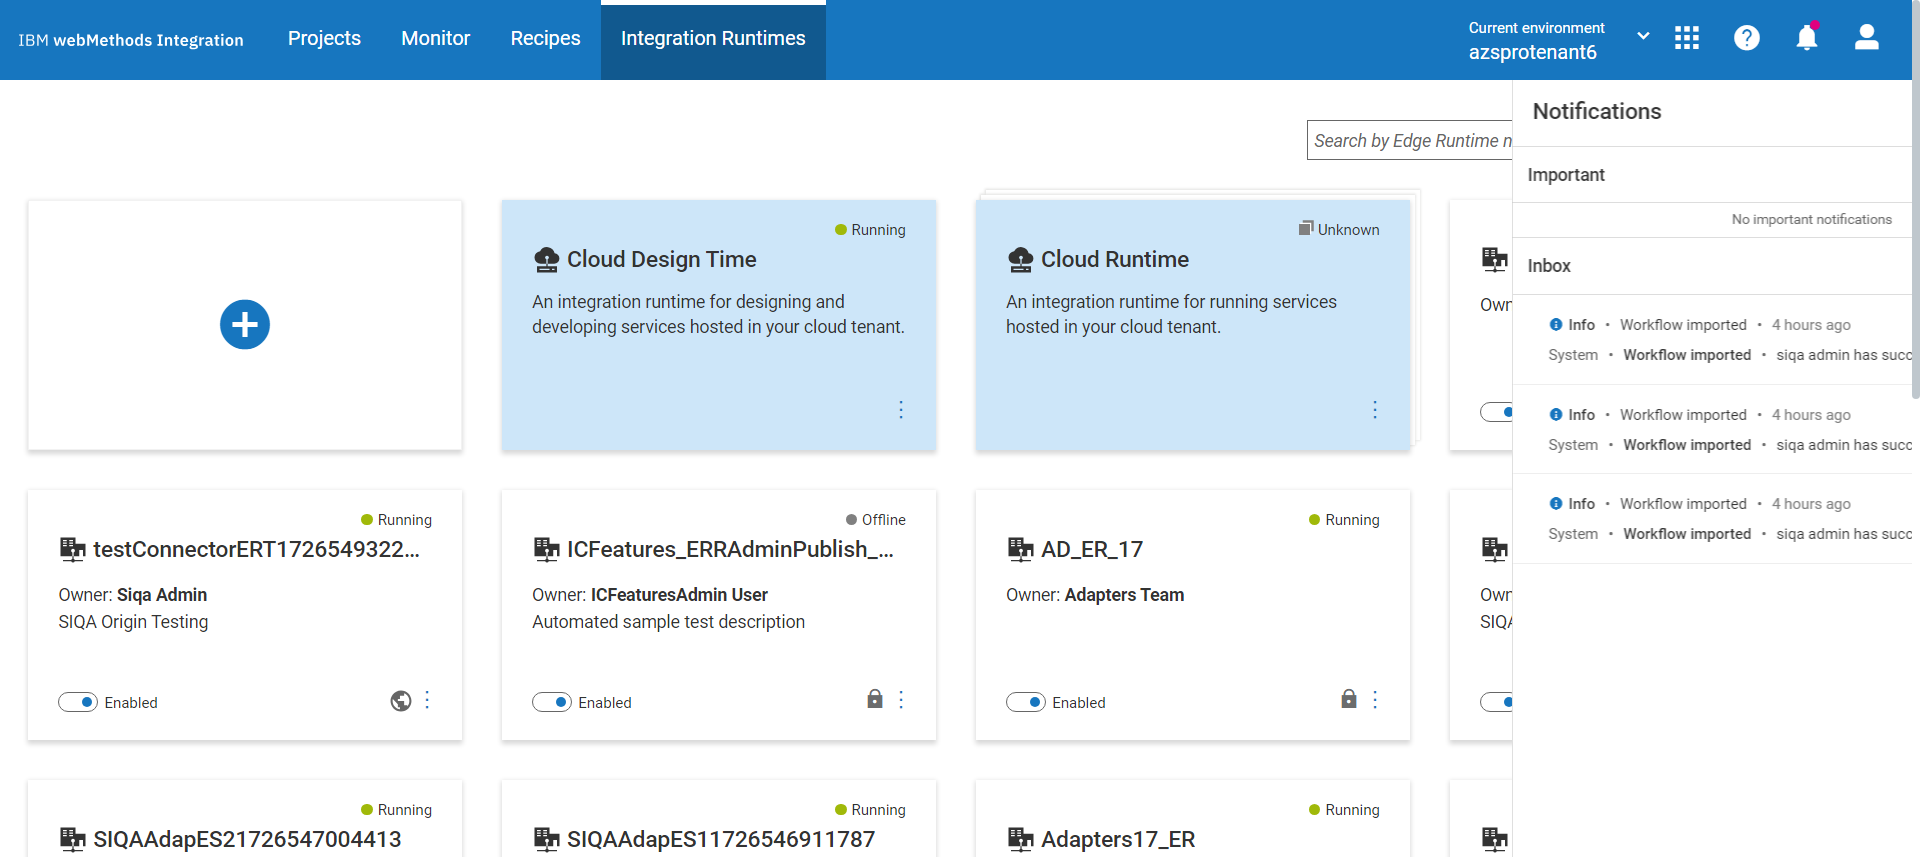 IBM webMethods Integration
Projects
Monitor
Recipes
Integration Runtimes
Current environment
azsprotenant6
Search by Edge Runtime n
Notifications
Important
No important notifications
Inbox
Info • Workflow imported • 4 hours ago
System • Workflow imported • siqa admin has succ
Info • Workflow imported • 4 hours ago
System • Workflow imported • siqa admin has succ
Info • Workflow imported • 4 hours ago
System • Workflow imported • siqa admin has succ
Running
Cloud Design Time
An integration runtime for designing and
developing services hosted in your cloud tenant.
Unknown
Cloud Runtime
An integration runtime for running services
hosted in your cloud tenant.
Own
Running
testConnectorERT1726549322...
Owner: Siqa Admin
SIQA Origin Testing
Enabled
Offline
ICFeatures_ERRAdminPublish_...
Owner: ICFeaturesAdmin User
Automated sample test description
Enabled
Running
AD_ER_17
Owner: Adapters Team
Enabled
Own
SIQA
Running
SIQAAdapES21726547004413
Running
SIQAAdapES11726546911787
Running
Adapters17_ER